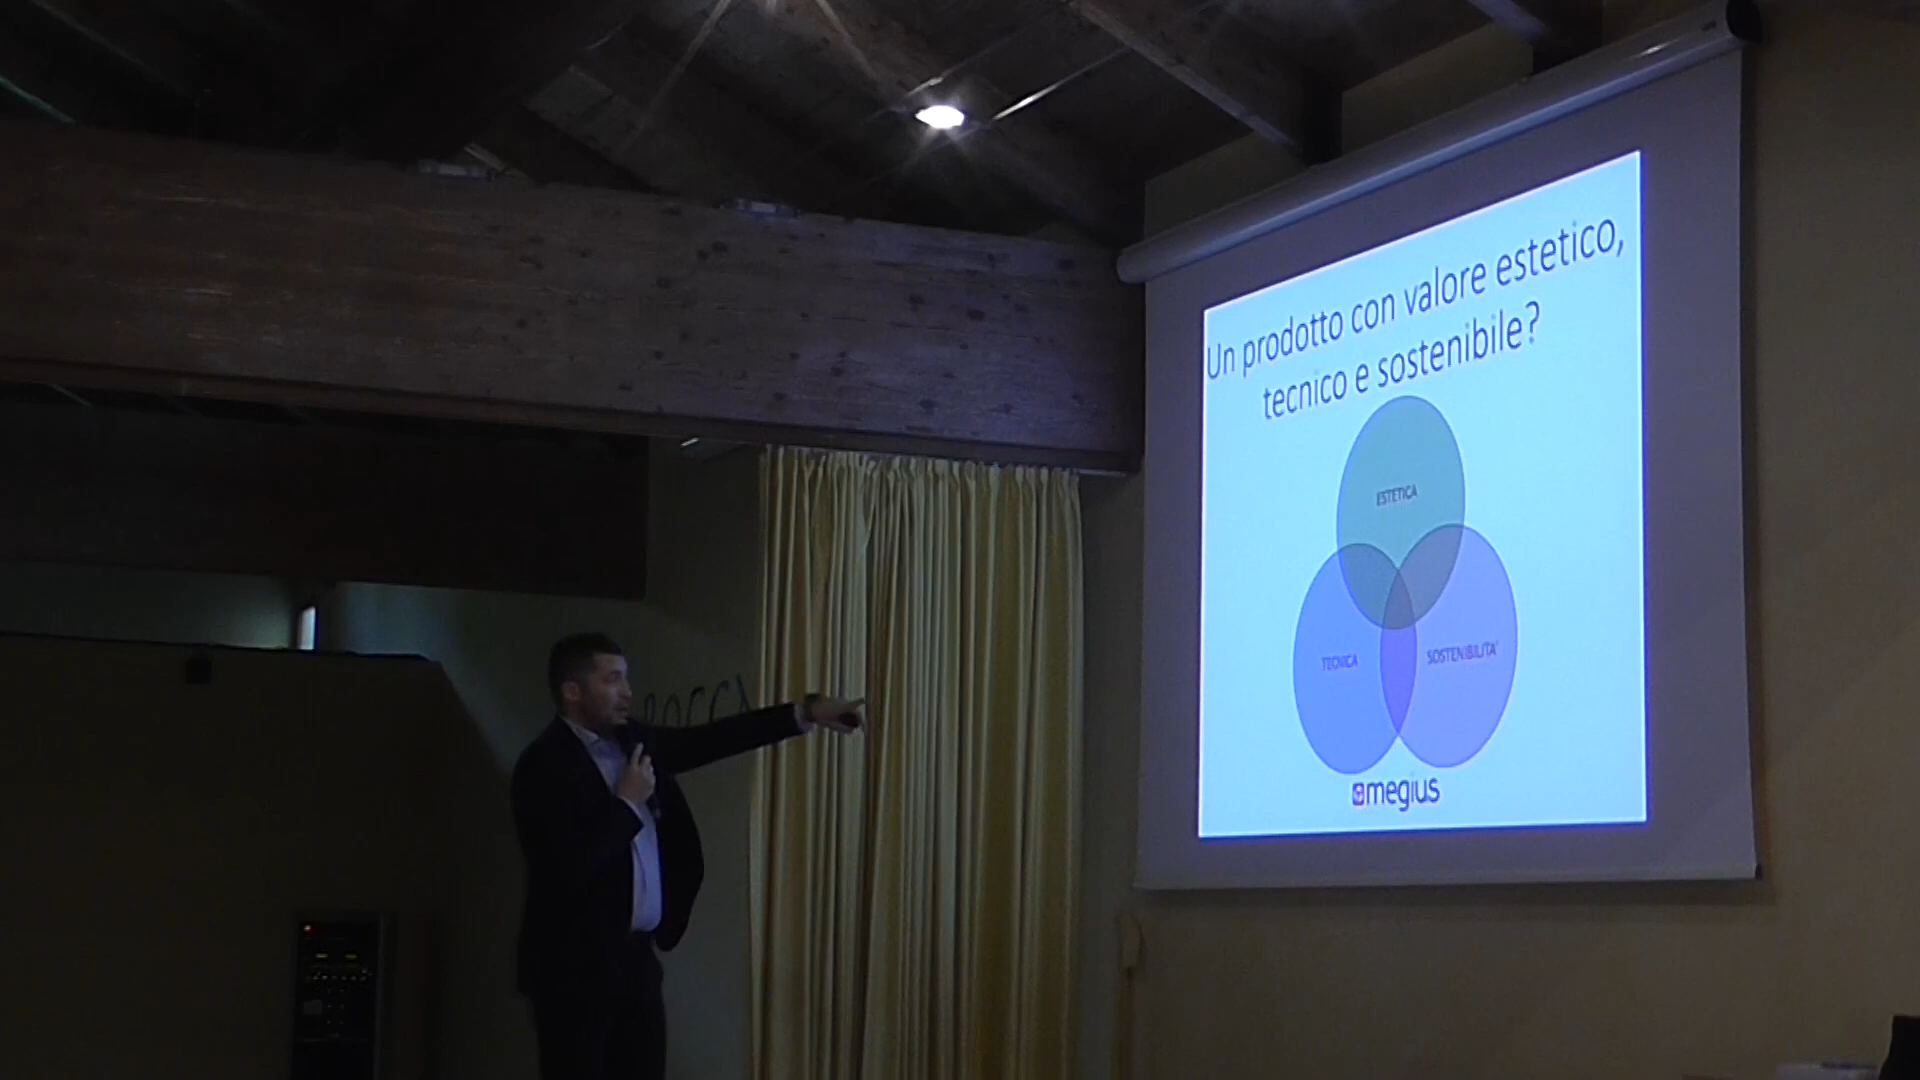 Un prodotto con valore estetico,
tecnico e sostenibile?
ESTETICA
TECNICA
SOSTENIBILITA'
megius